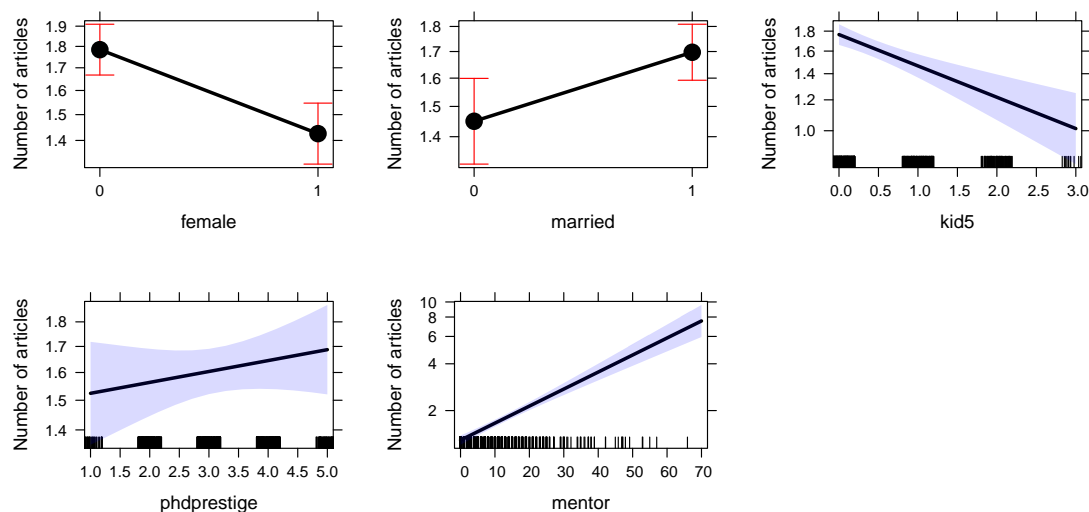 Number of articles
1.9
1.8
1.7
1.5
1.4
0
1
female
Number of articles
1.8
1.7
1.6
1.5
1.4
0
1
married
Number of articles
1.8
1.6
1.4
1.2
1.0
0.0 0.5 1.0 1.5 2.0 2.5 3.0
kid5
Number of articles
1.8
1.7
1.6
1.5
1.4
1.0 1.5 2.0 2.5 3.0 3.5 4.0 4.5 5.0
phdprestige
Number of articles
10
8
6
4
2
0 10 20 30 40 50 60 70
mentor